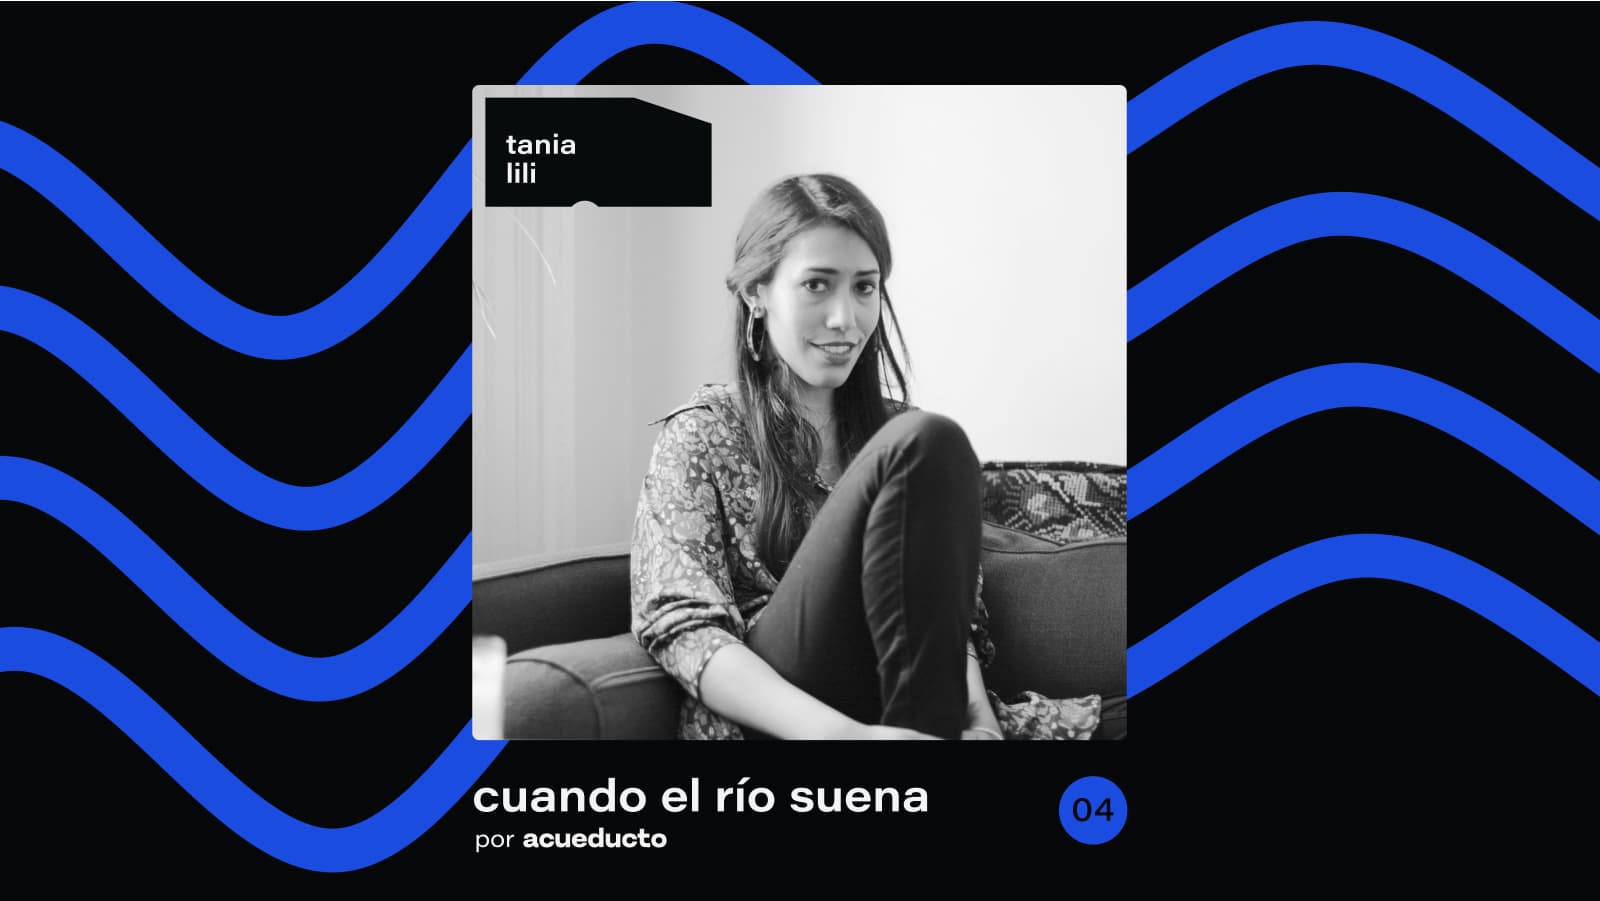 tania
lili
cuando el río suena
04
por acueducto